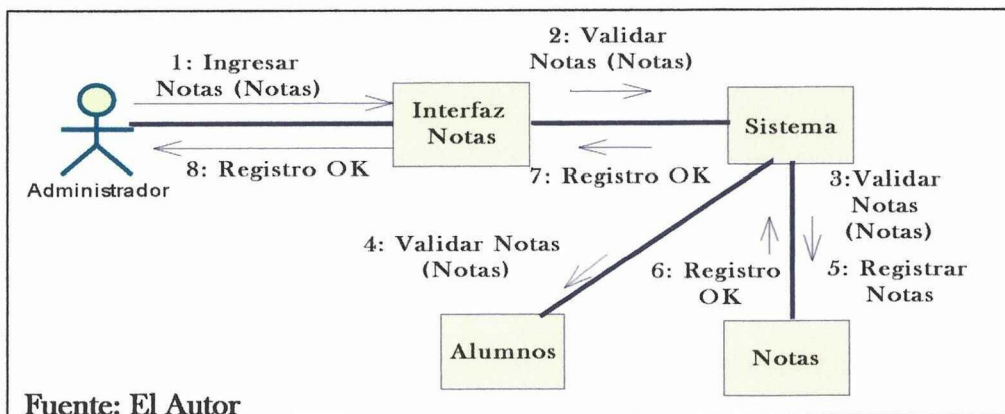 1: Ingresar
Notas (Notas)
2: Validar
Notas (Notas)
Interfaz
Notas
Sistema
Administrador
8: Registro OK
7: Registro OK
3:Validar
Notas
(Notas)
4: Validar Notas
(Notas)
6: Registro
OK
5: Registrar
Notas
Alumnos
Notas
Fuente: El Autor